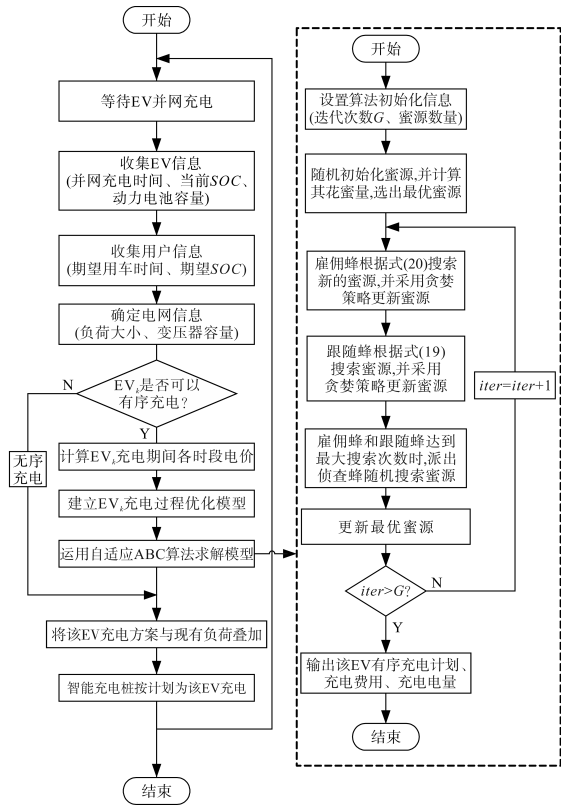 开始
等待EV并网充电
收集EV信息
(并网充电时间、当前SOC、
动力电池容量)
收集用户信息
(期望用车时间、期望SOC)
确定电网信息
(负荷大小、变压器容量)
EVk是否可以
有序充电?
N
Y
无序
充电
计算EVk充电期间各时段电价
建立EVk充电过程优化模型
运用自适应ABC算法求解模型
将该EV充电方案与现有负荷叠加
智能充电桩按计划为该EV充电
结束
开始
设置算法初始化信息
(迭代次数G、蜜源数量)
随机初始化蜜源,并计算
其花蜜量,选出最优蜜源
雇佣蜂根据式(20)搜索
新的蜜源,并采用贪婪
策略更新蜜源
跟随蜂根据式(19)
搜索蜜源,并采用
贪婪策略更新蜜源
iter=iter+1
雇佣蜂和跟随蜂达到
最大搜索次数时,派出
侦查蜂随机搜索蜜源
更新最优蜜源
iter>G?
N
Y
输出该EV有序充电计划、
充电费用、充电电量
结束